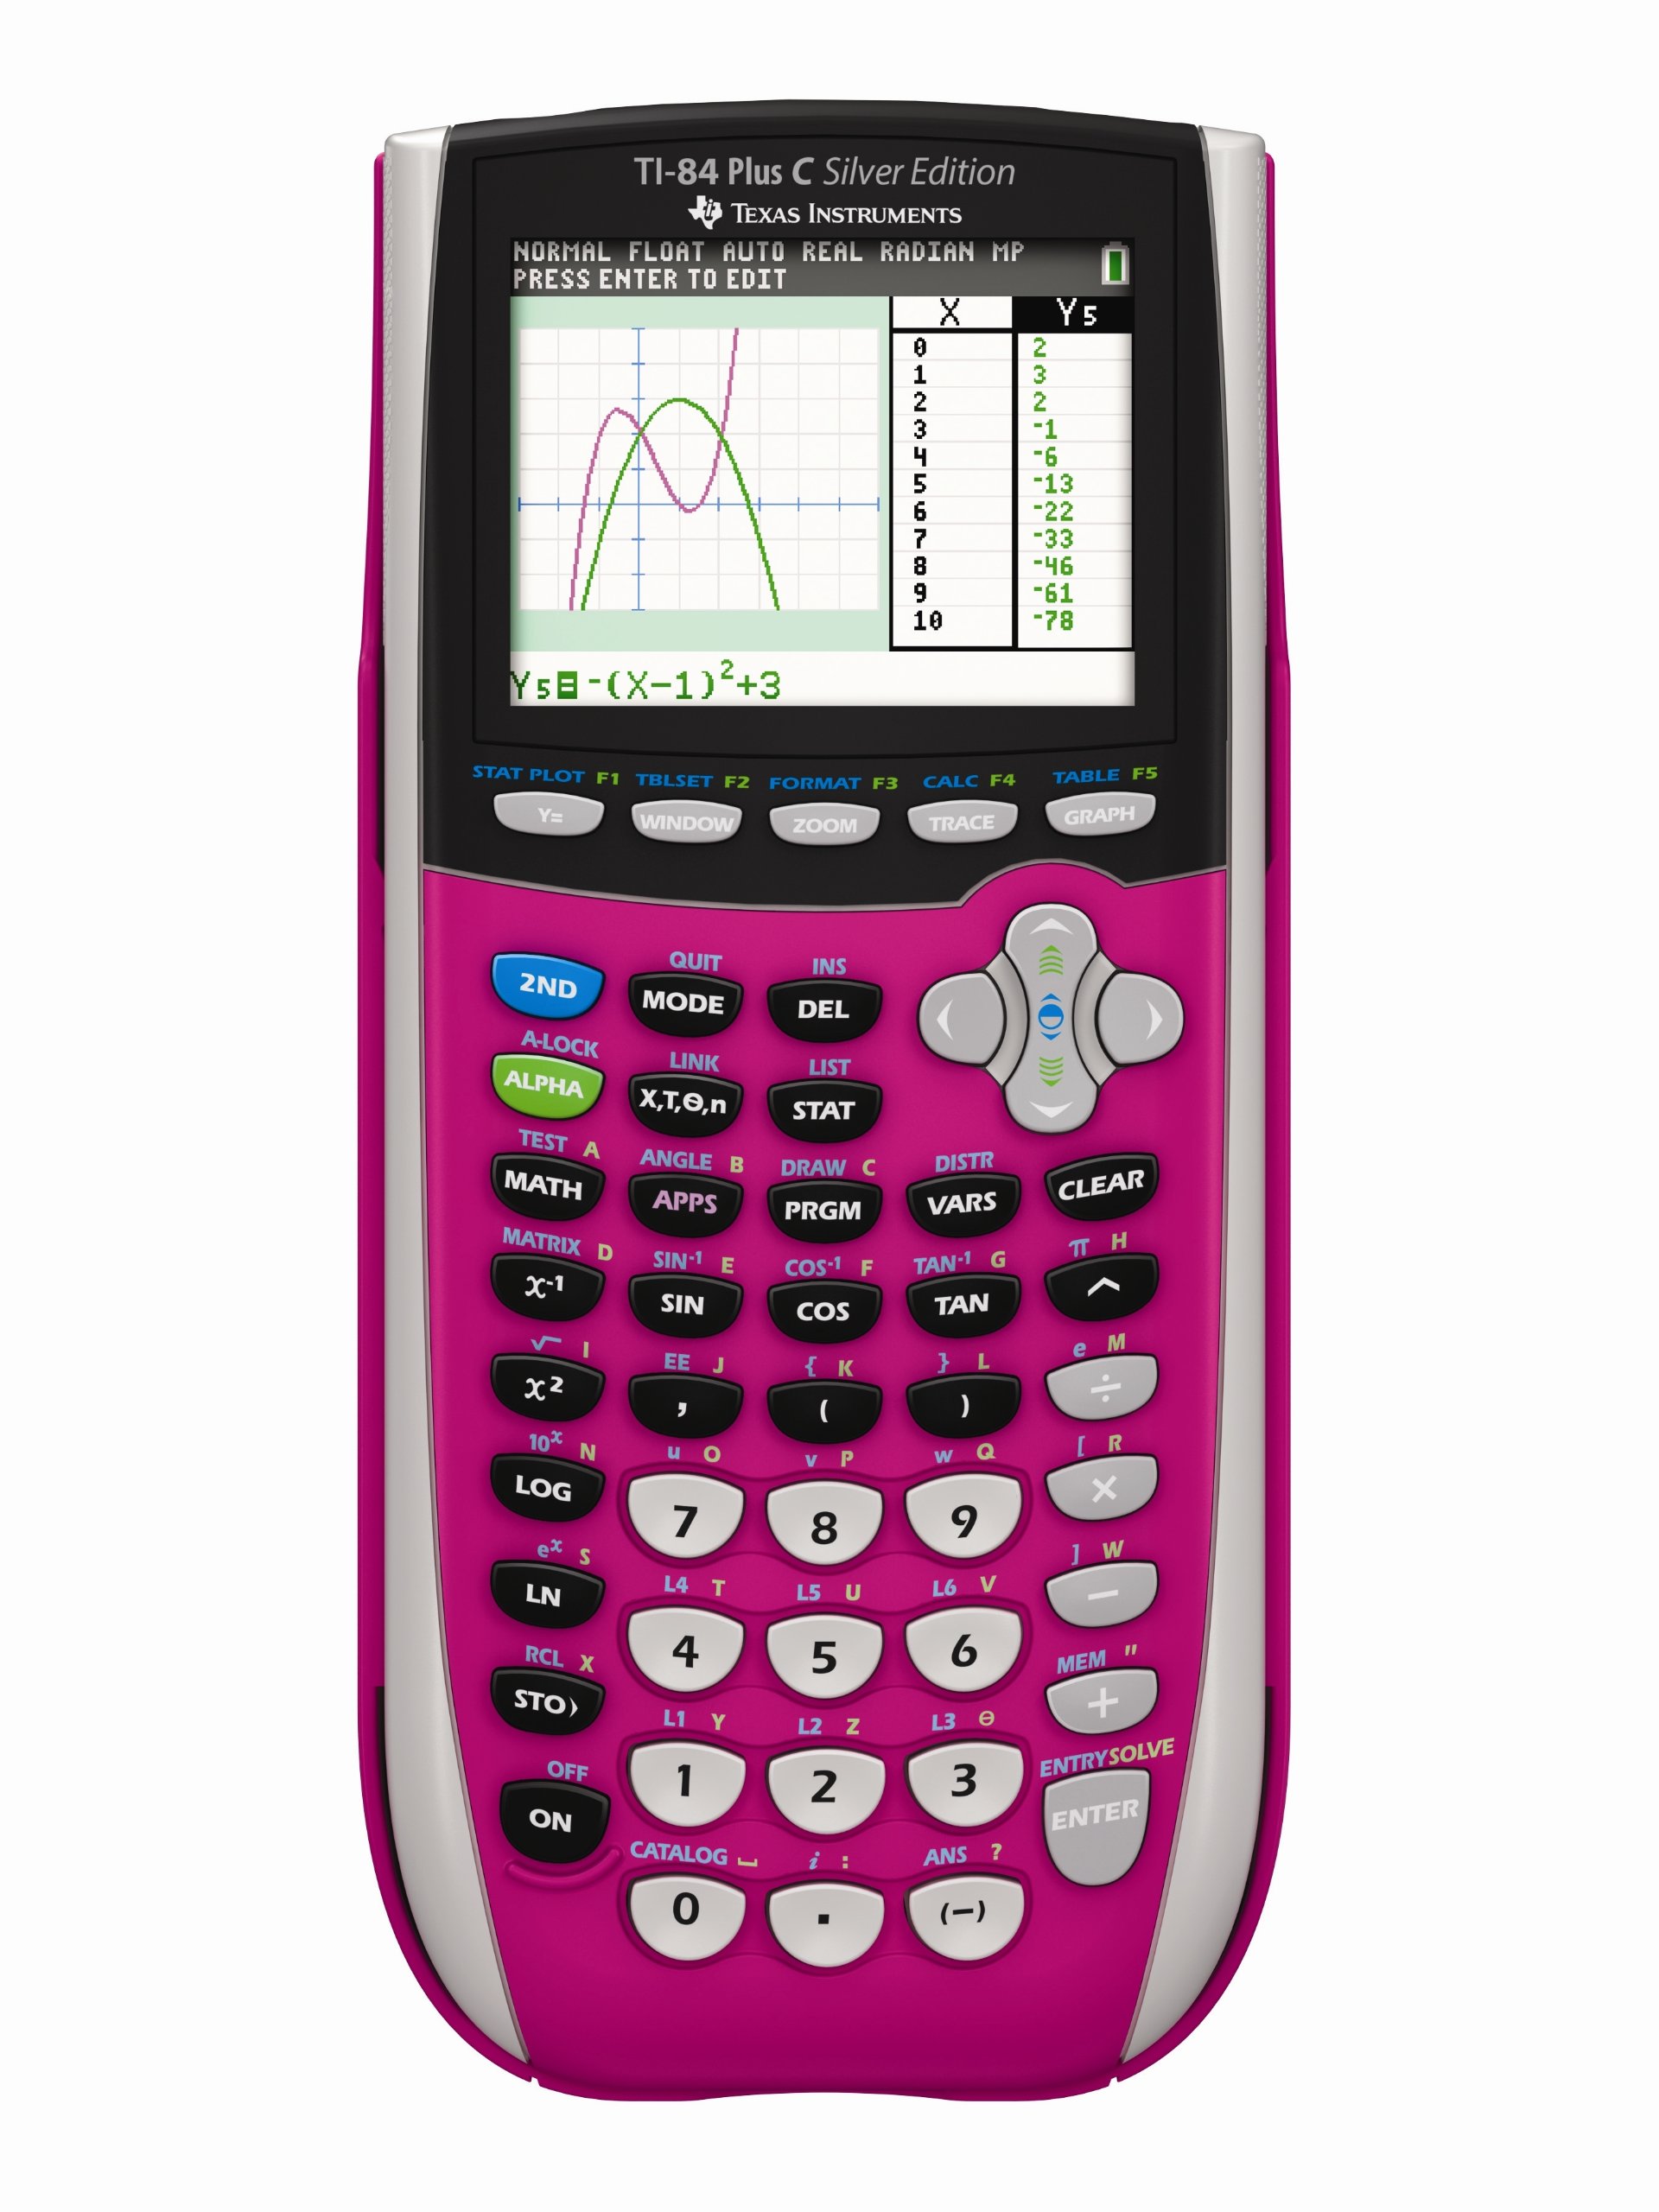 TI-84 Plus C Silver Edition
TEXAS INSTRUMENTS
NORMAL FLOAT AUTO REAL RADIAN MP
PRESS ENTER TO EDIT
X Y5
0 2
1 3
2 2
3 -1
4 -6
5 -13
6 -22
7 -33
8 -46
9 -61
10 -78
Y5=-(X-1)²+3
STAT PLOT F1 TBLSET F2 FORMAT F3 CALC F4 TABLE F5
Y= WINDOW ZOOM TRACE GRAPH
QUIT INS
2ND MODE DEL
A-LOCK LINK LIST
ALPHA X,T,Θ,n STAT
TEST A ANGLE B DRAW C DISTR
MATH APPS PRGM VARS CLEAR
MATRIX D SIN⁻¹ E COS⁻¹ F TAN⁻¹ G π H
x⁻¹ SIN COS TAN ^
√ I EE J { K } L e M
x² , ( ) ÷
10ˣ N u O v P w Q [ R
LOG 7 8 9 ×
eˣ S L4 T L5 U L6 V ] W
LN 4 5 6 −
RCL X L1 Y L2 Z L3 Θ MEM "
STO› 1 2 3 +
OFF CATALOG ⎵ i : ANS ? ENTRY SOLVE
ON 0 . (−) ENTER